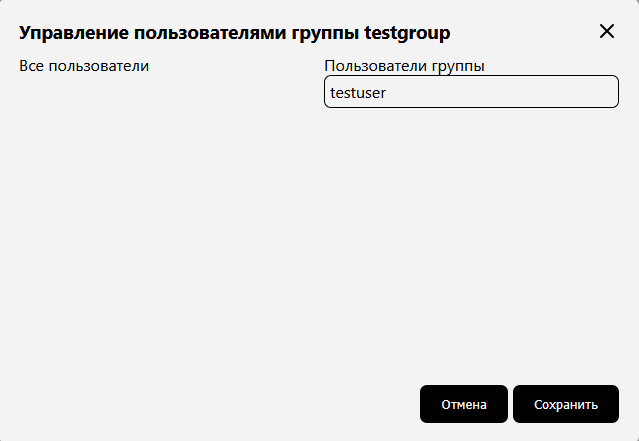 Управление пользователями группы testgroup
Все пользователи
Пользователи группы
testuser
Отмена
Сохранить